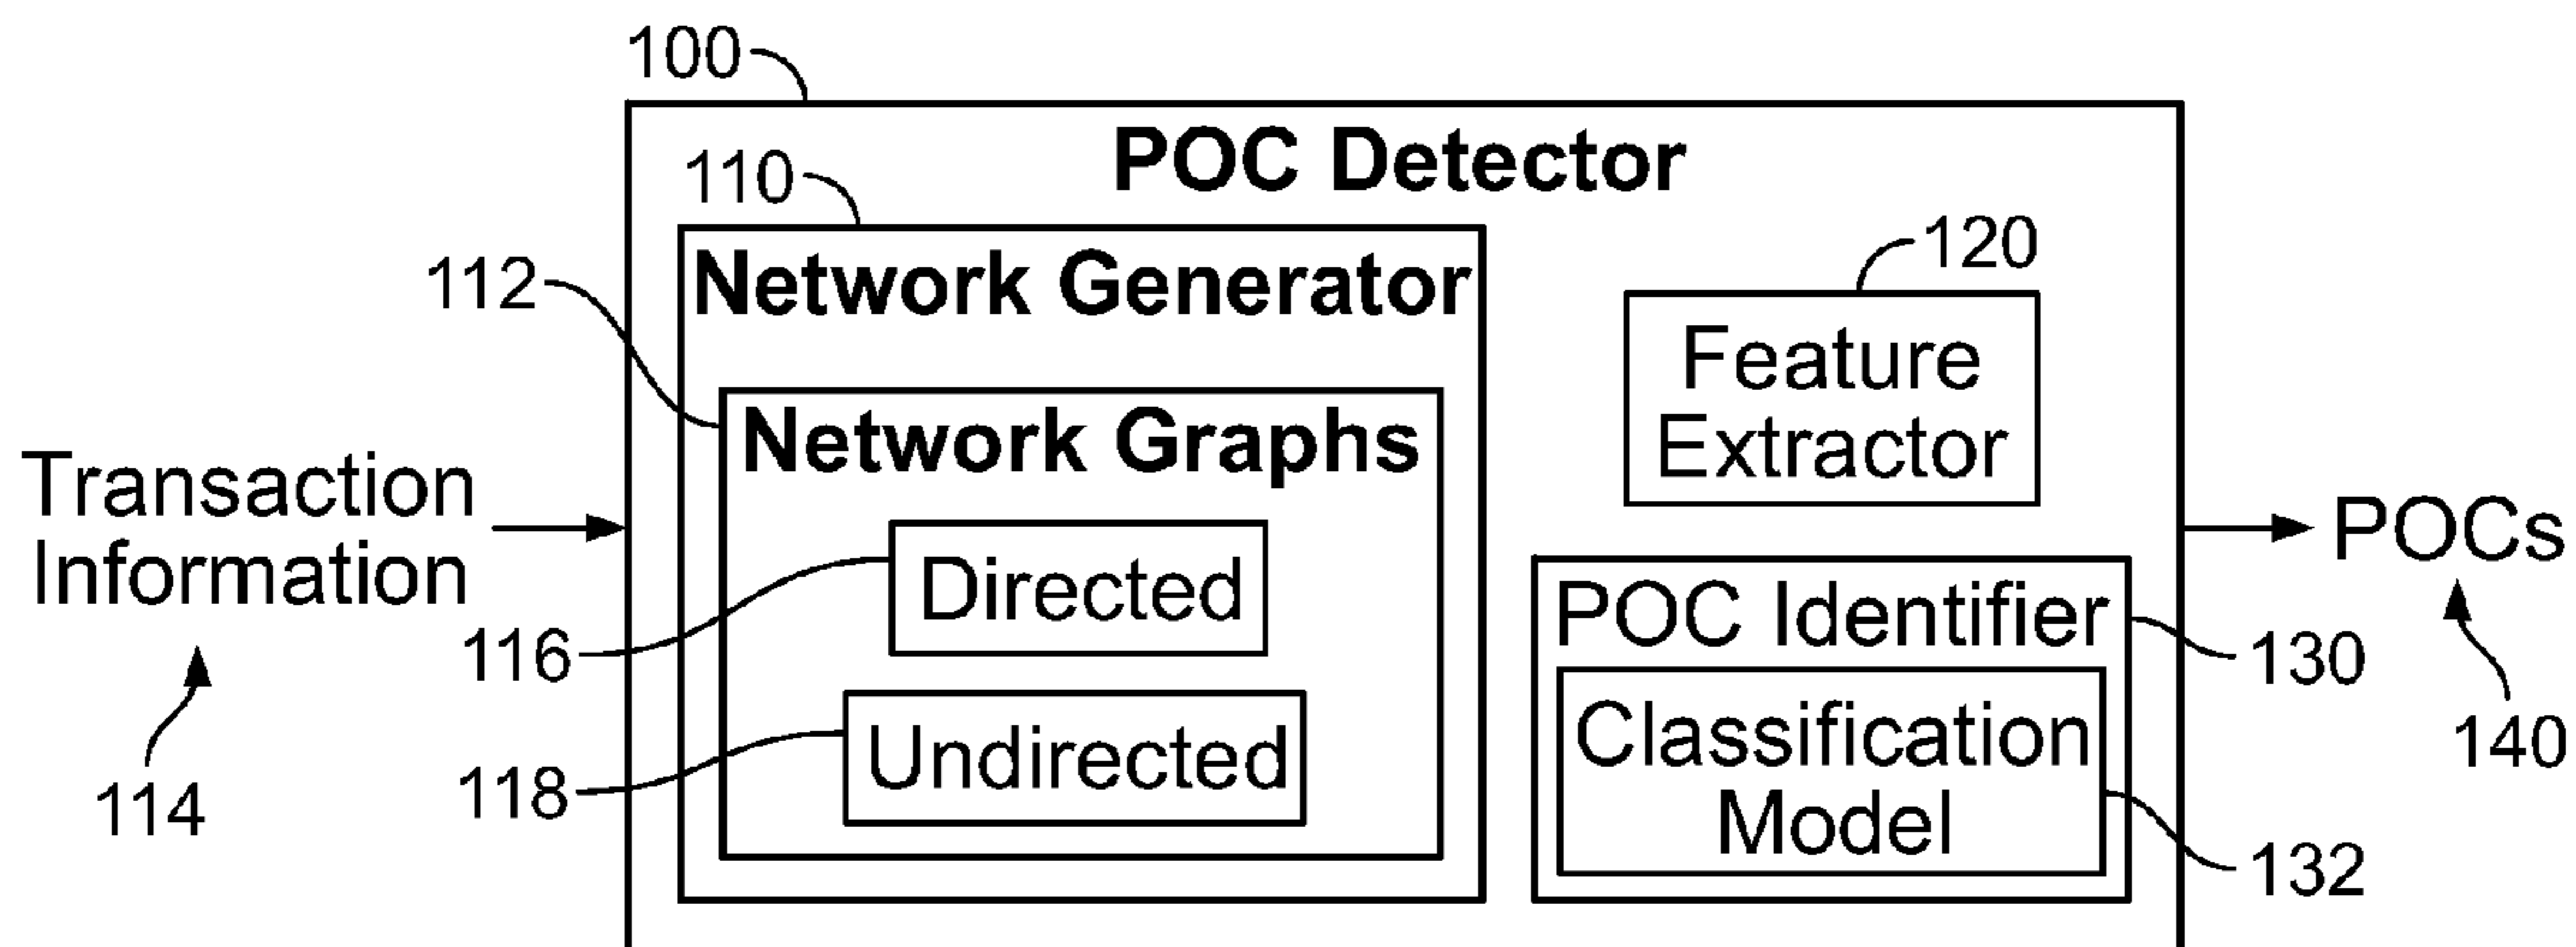 100
POC Detector
110
Network Generator
112
Network Graphs
Directed
116
Undirected
118
120
Feature
Extractor
POC Identifier
130
Classification
Model
132
Transaction
Information
114
POCs
140